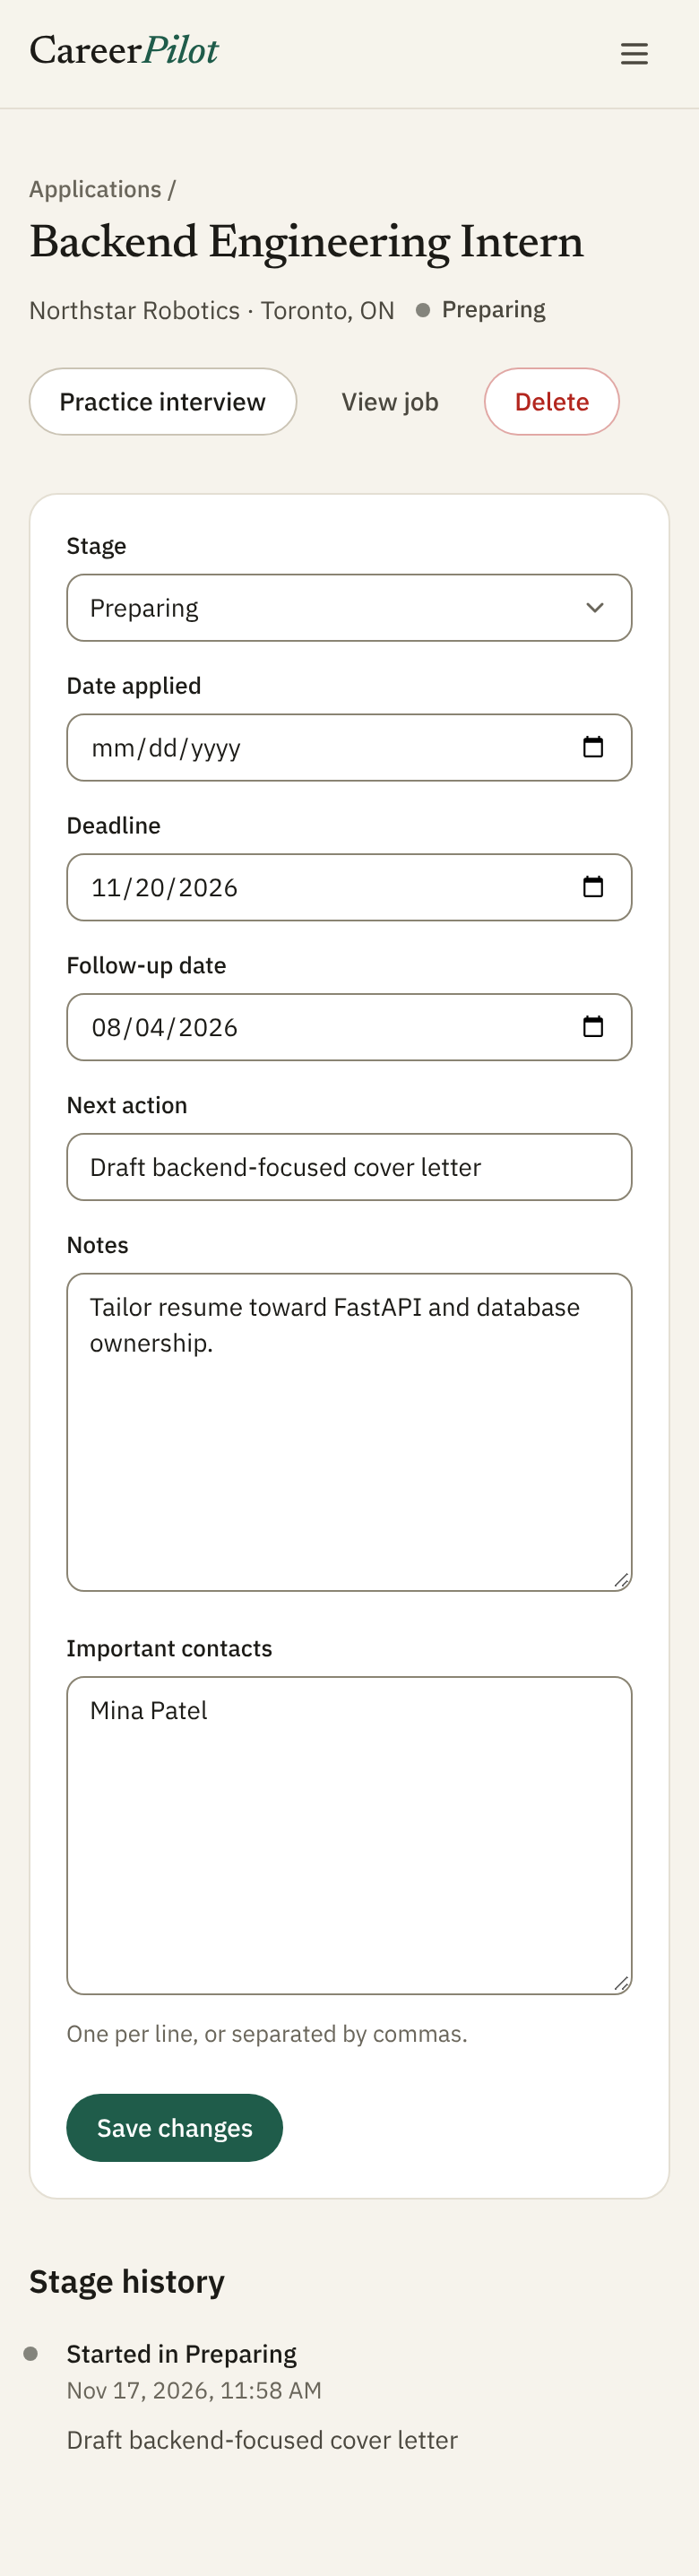 CareerPilot
Applications /
Backend Engineering Intern
Northstar Robotics · Toronto, ON Preparing
Practice interview View job Delete
Stage
Preparing
Date applied
mm/dd/yyyy
Deadline
11/20/2026
Follow-up date
08/04/2026
Next action
Draft backend-focused cover letter
Notes
Tailor resume toward FastAPI and database
ownership.
Important contacts
Mina Patel
One per line, or separated by commas.
Save changes
Stage history
Started in Preparing
Nov 17, 2026, 11:58 AM
Draft backend-focused cover letter